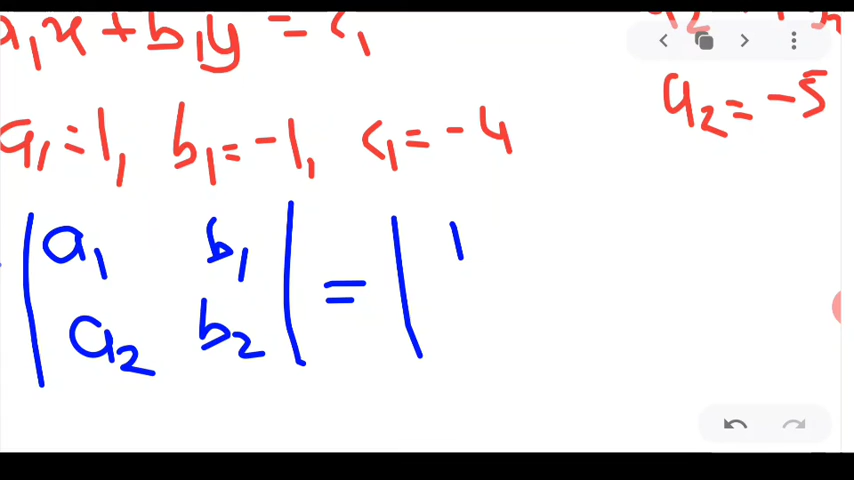 a₁x + b₁y = c₁
a₂ = -5
a₁ = 1, b₁ = -1, c₁ = -4
| a₁ b₁ | = | 1
| a₂ b₂ |